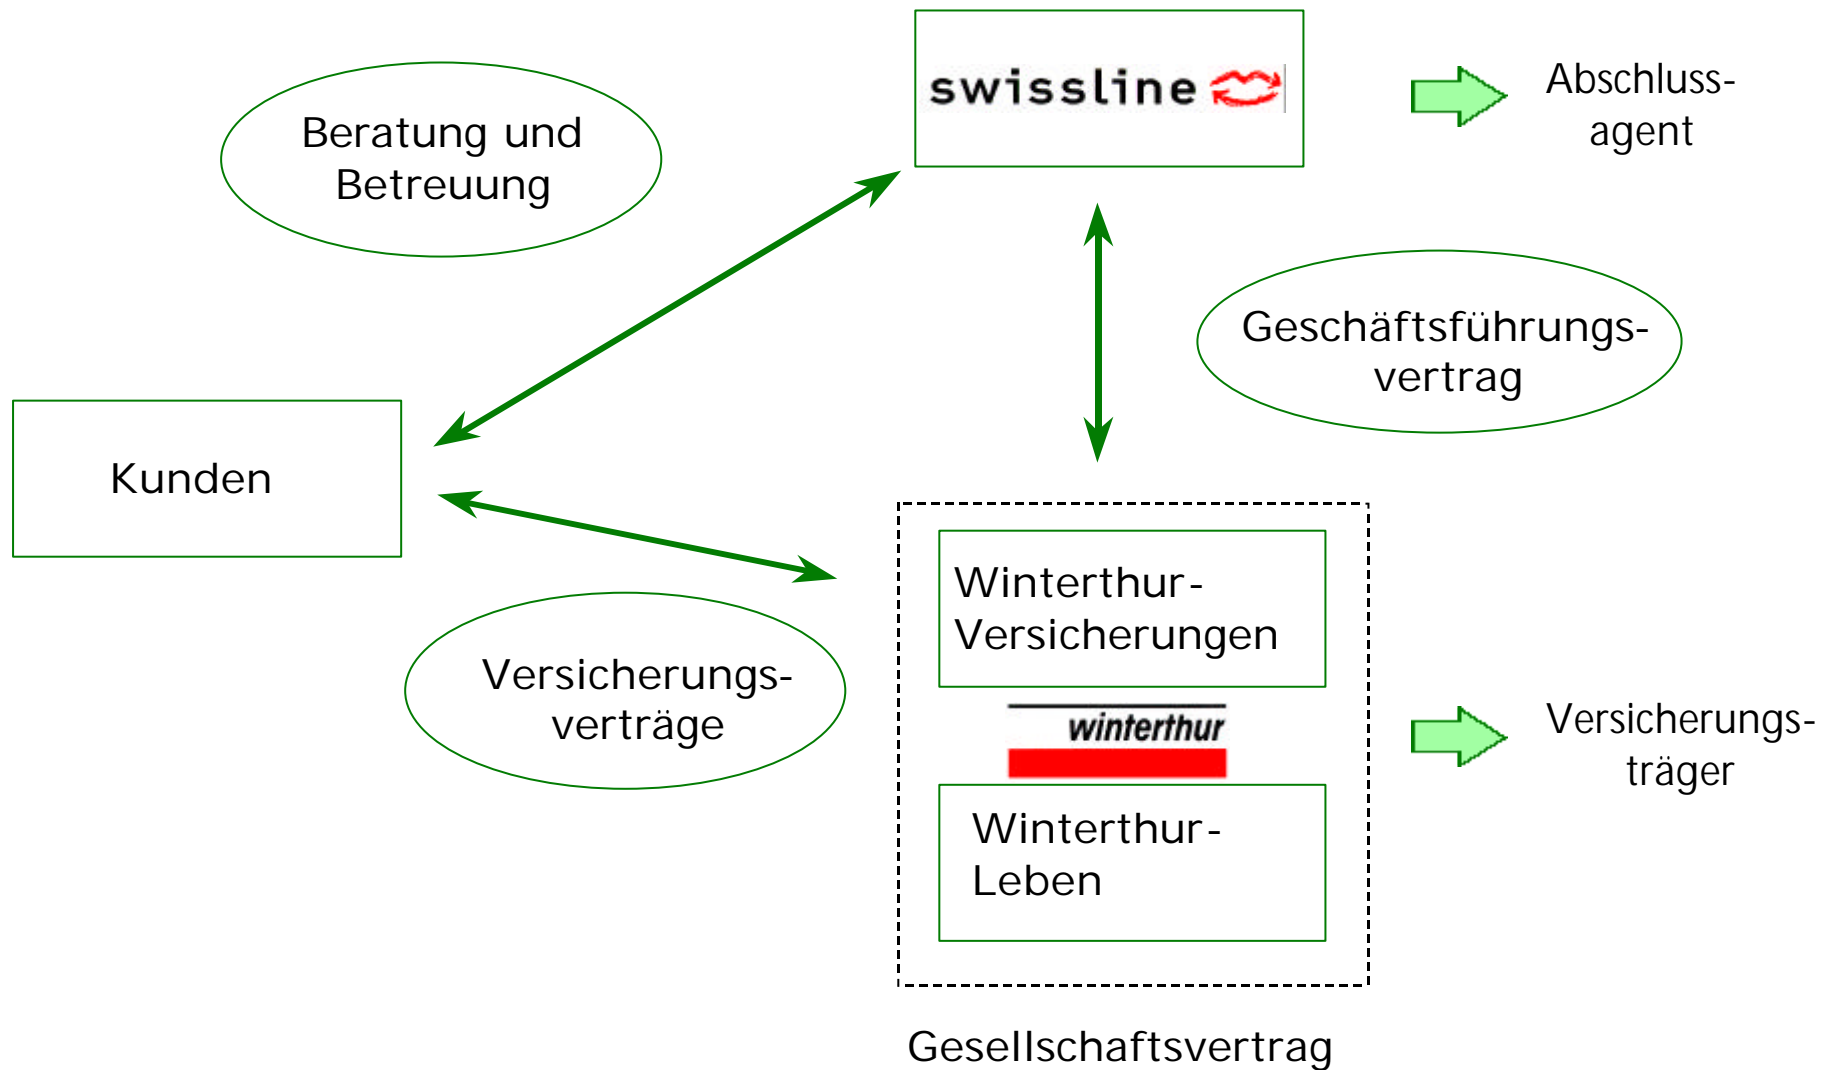 swissline
Abschluss-
agent
Beratung und
Betreuung
Geschäftsführungs-
vertrag
Kunden
Winterthur-
Versicherungen
Versicherungs-
verträge
winterthur
Versicherungs-
träger
Winterthur-
Leben
Gesellschaftsvertrag